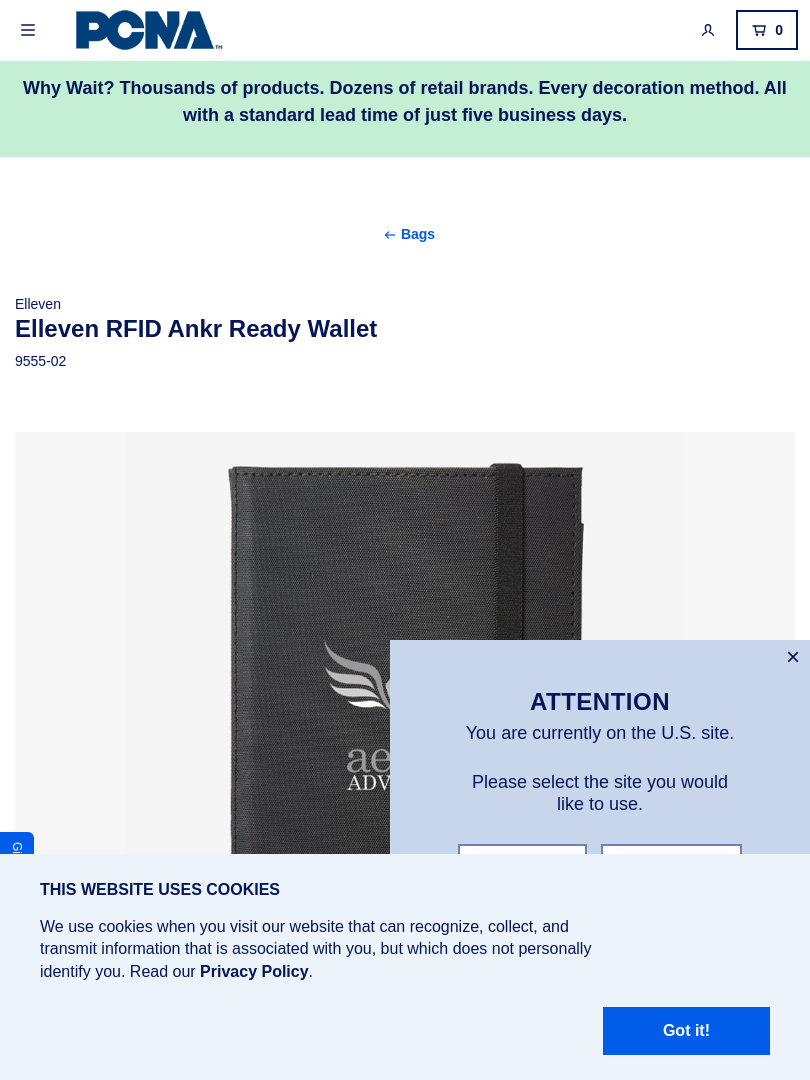 PCNA™
0
Why Wait? Thousands of products. Dozens of retail brands. Every decoration method. All
with a standard lead time of just five business days.
← Bags
Elleven
Elleven RFID Ankr Ready Wallet
9555-02
ATTENTION
You are currently on the U.S. site.
Please select the site you would
like to use.
THIS WEBSITE USES COOKIES
We use cookies when you visit our website that can recognize, collect, and
transmit information that is associated with you, but which does not personally
identify you. Read our Privacy Policy.
Got it!